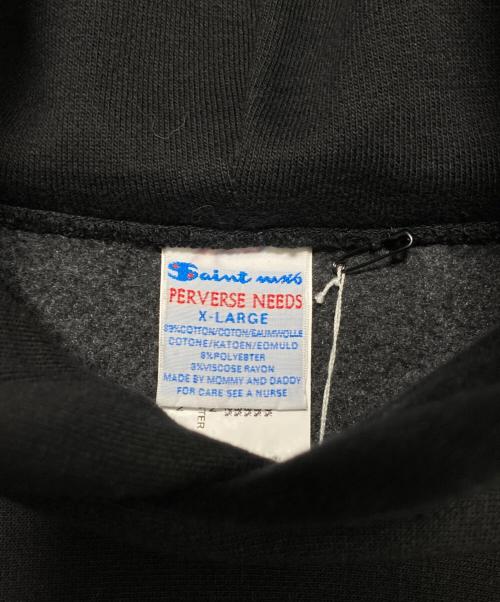 Saint mxxxxxx
PERVERSE NEEDS
X-LARGE
89%COTTON/COTON/BAUMWOLLE
COTONE/KATOEN/EOMULD
8%POLYESTER
3%VISCOSE RAYON
MADE BY MOMMY AND DADDY
FOR CARE SEE A NURSE